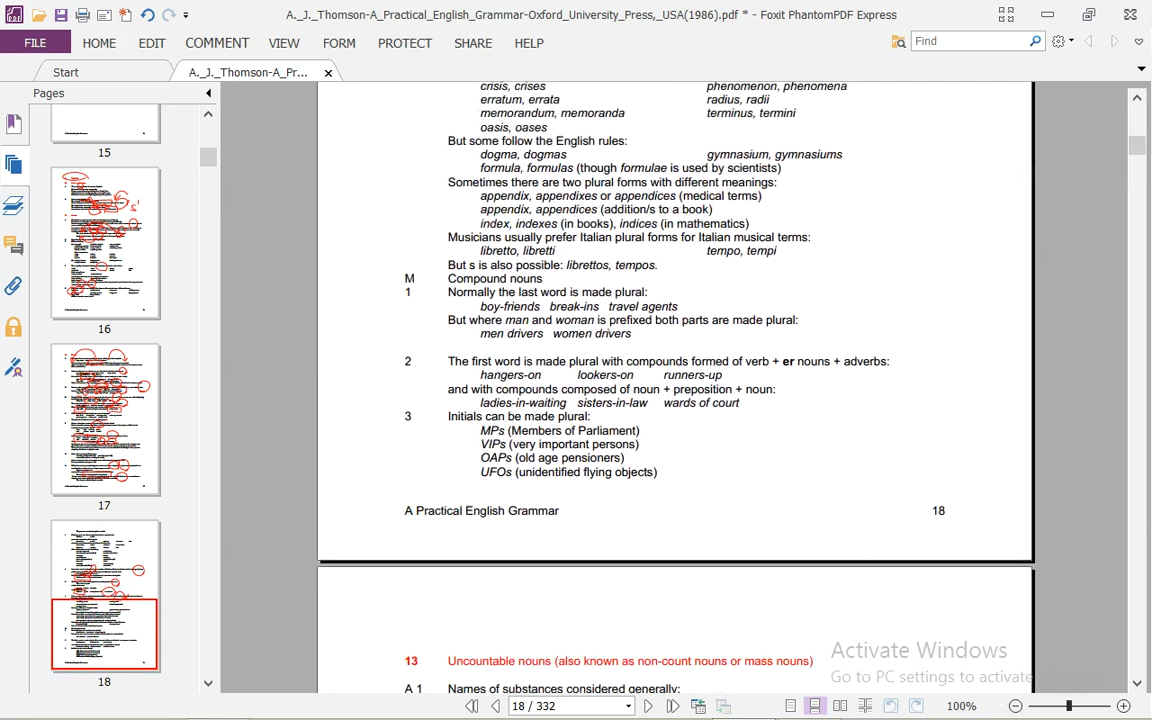 A._J._Thomson-A_Practical_English_Grammar-Oxford_University_Press,_USA(1986).pdf * - Foxit PhantomPDF Express
FILE HOME EDIT COMMENT VIEW FORM PROTECT SHARE HELP Find
Start A._J._Thomson-A_Pr...
Pages
15
16
17
18
crisis, crises phenomenon, phenomena
erratum, errata radius, radii
memorandum, memoranda terminus, termini
oasis, oases
But some follow the English rules:
dogma, dogmas gymnasium, gymnasiums
formula, formulas (though formulae is used by scientists)
Sometimes there are two plural forms with different meanings:
appendix, appendixes or appendices (medical terms)
appendix, appendices (addition/s to a book)
index, indexes (in books), indices (in mathematics)
Musicians usually prefer Italian plural forms for Italian musical terms:
libretto, libretti tempo, tempi
But s is also possible: librettos, tempos.
M Compound nouns
1 Normally the last word is made plural:
boy-friends break-ins travel agents
But where man and woman is prefixed both parts are made plural:
men drivers women drivers
2 The first word is made plural with compounds formed of verb + er nouns + adverbs:
hangers-on lookers-on runners-up
and with compounds composed of noun + preposition + noun:
ladies-in-waiting sisters-in-law wards of court
3 Initials can be made plural:
MPs (Members of Parliament)
VIPs (very important persons)
OAPs (old age pensioners)
UFOs (unidentified flying objects)
A Practical English Grammar 18
13 Uncountable nouns (also known as non-count nouns or mass nouns)
A 1 Names of substances considered generally:
Activate Windows
Go to PC settings to activate
18 / 332 100%